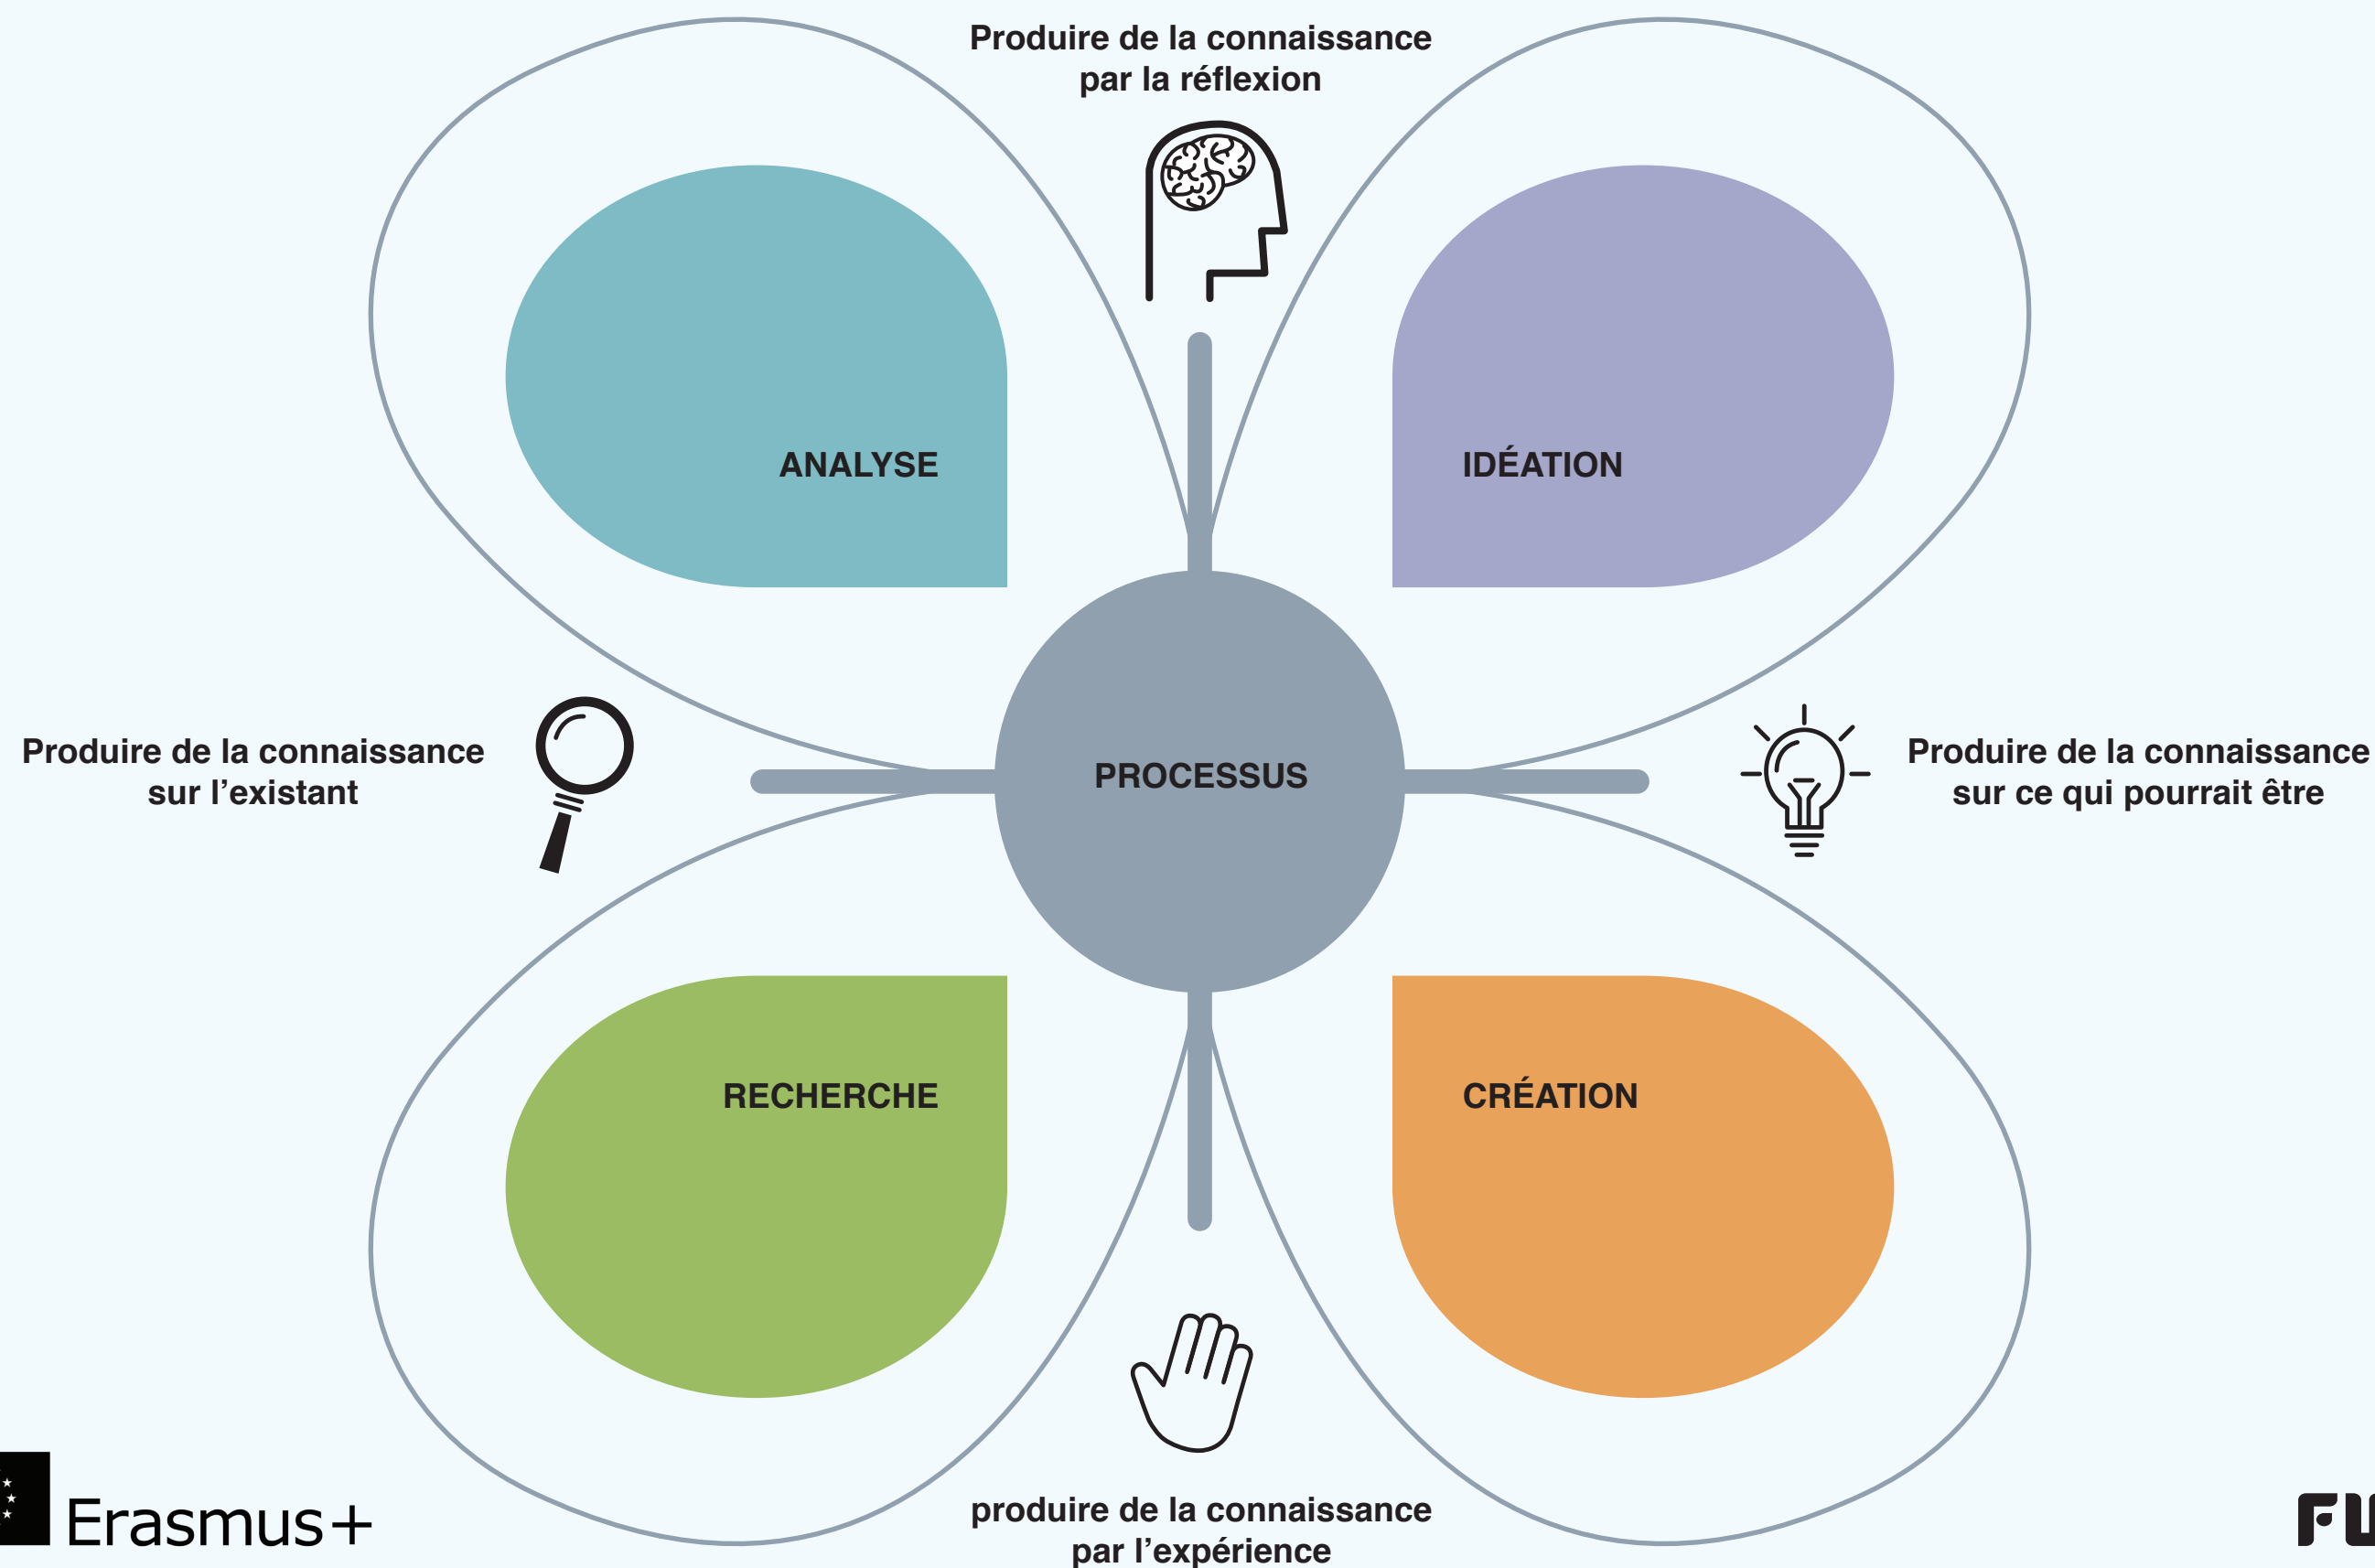 Produire de la connaissance
par la réflexion
ANALYSE
IDÉATION
Produire de la connaissance
sur l'existant
PROCESSUS
Produire de la connaissance
sur ce qui pourrait être
RECHERCHE
CRÉATION
produire de la connaissance
par l'expérience
Erasmus+